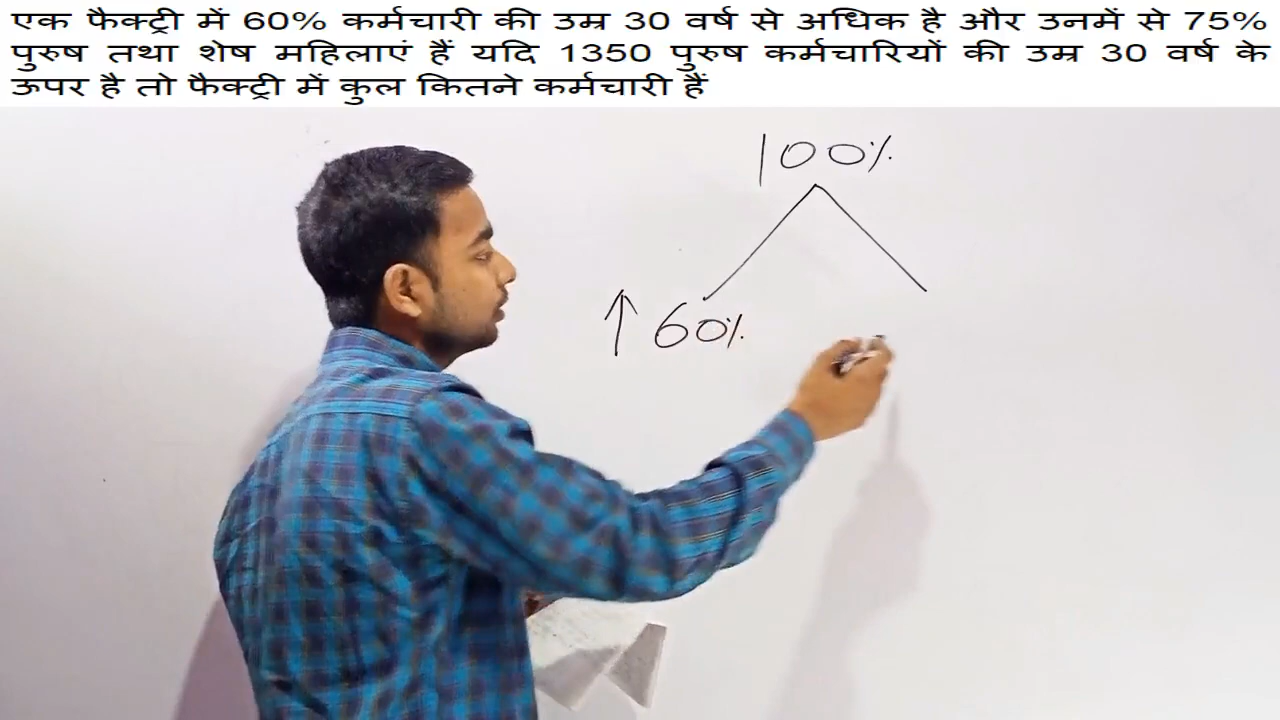 एक फैक्ट्री में 60% कर्मचारी की उम्र 30 वर्ष से अधिक है और उनमें से 75%
पुरुष तथा शेष महिलाएं हैं यदि 1350 पुरुष कर्मचारियों की उम्र 30 वर्ष के
ऊपर है तो फैक्ट्री में कुल कितने कर्मचारी हैं
100%
↑ 60%